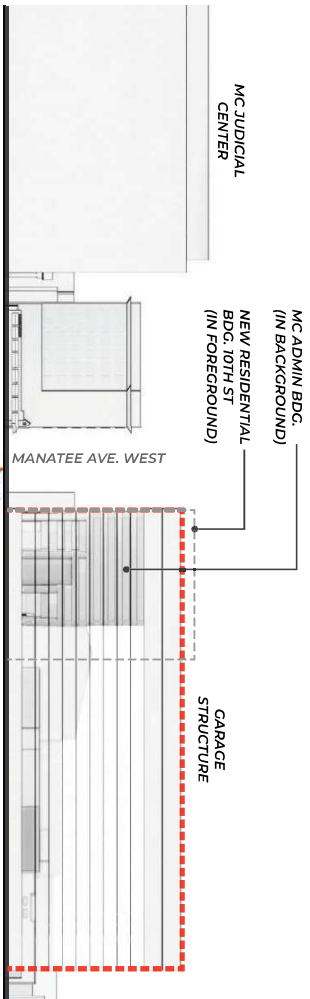 MC JUDICIAL
CENTER
MC ADMIN BDG.
(IN BACKGROUND)
NEW RESIDENTIAL
BDG. 10TH ST
(IN FOREGROUND)
MANATEE AVE. WEST
GARAGE
STRUCTURE